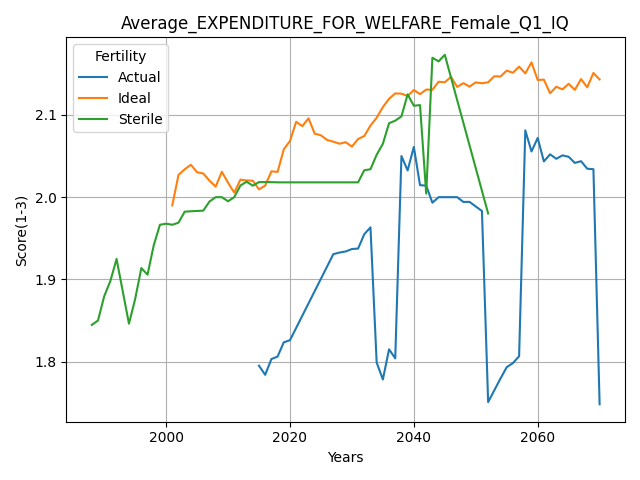 Average_EXPENDITURE_FOR_WELFARE_Female_Q1_IQ
Fertility
Actual
Ideal
Sterile
Score(1-3)
2.1
2.0
1.9
1.8
2000
2020
2040
2060
Years